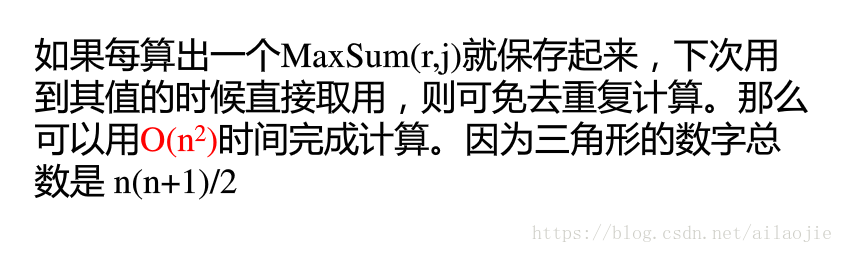 如果每算出一个MaxSum(r,j)就保存起来，下次用
到其值的时候直接取用，则可免去重复计算。那么
可以用O(n²)时间完成计算。因为三角形的数字总
数是 n(n+1)/2
https://blog.csdn.net/ailaojie